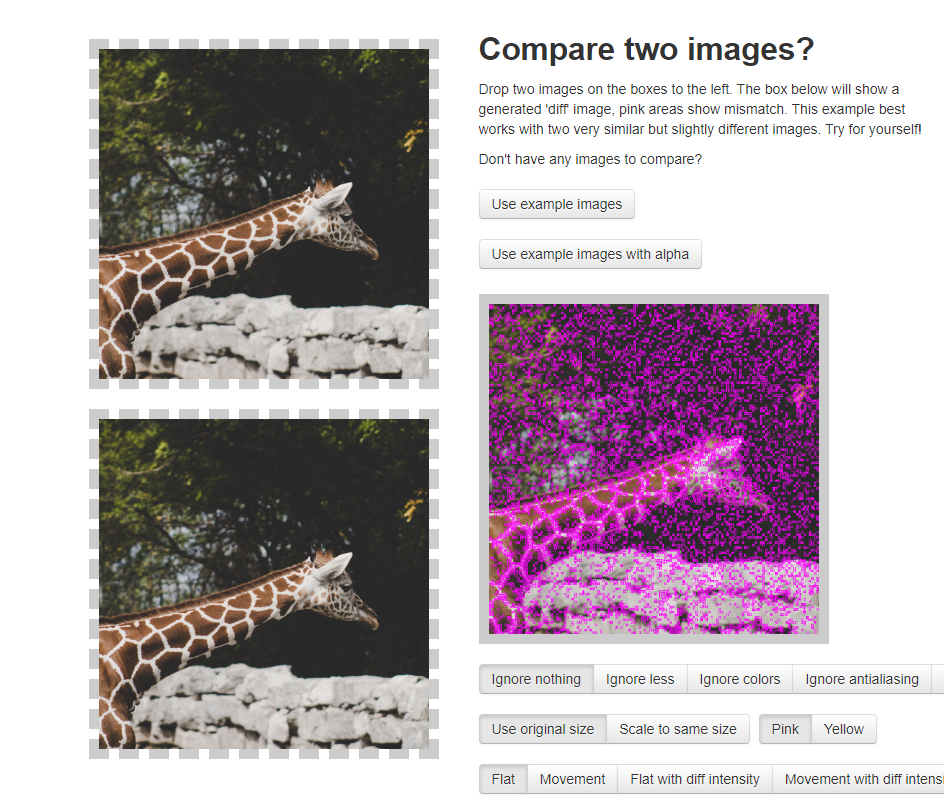 Compare two images?
Drop two images on the boxes to the left. The box below will show a
generated 'diff' image, pink areas show mismatch. This example best
works with two very similar but slightly different images. Try for yourself!
Don't have any images to compare?
Use example images
Use example images with alpha
Ignore nothing Ignore less Ignore colors Ignore antialiasing
Use original size Scale to same size Pink Yellow
Flat Movement Flat with diff intensity Movement with diff